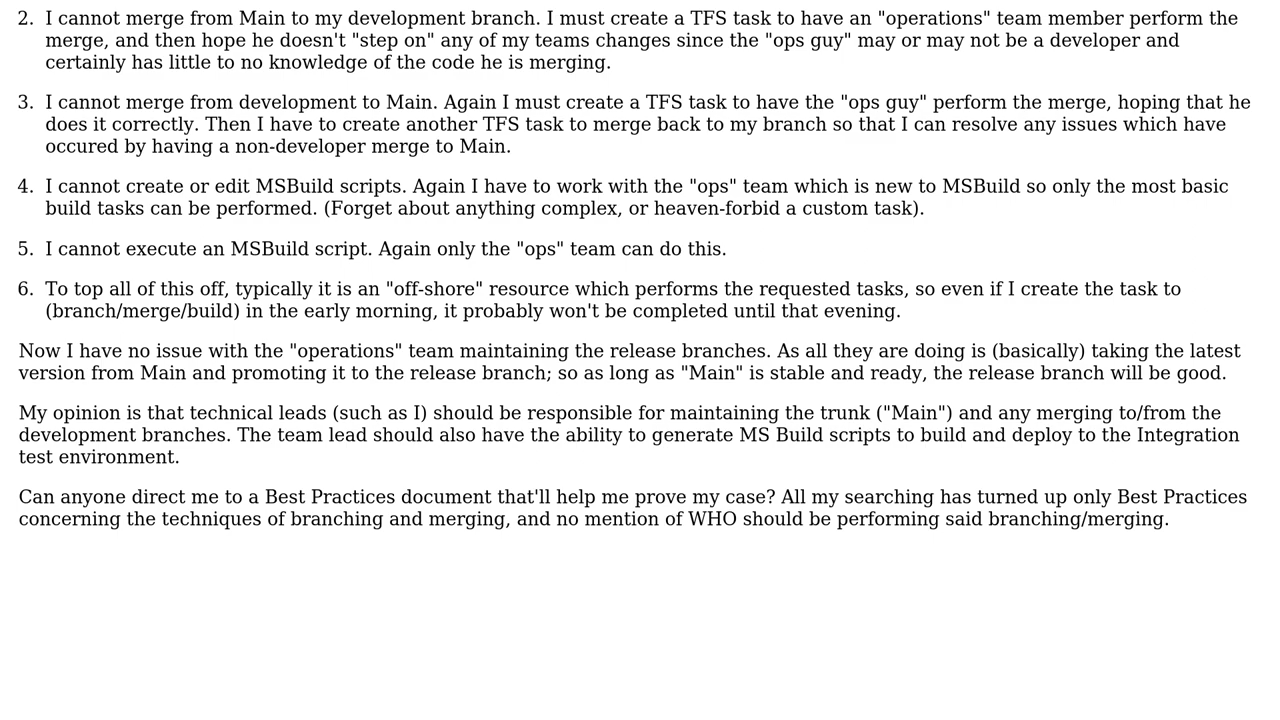 2. I cannot merge from Main to my development branch. I must create a TFS task to have an "operations" team member perform the
merge, and then hope he doesn't "step on" any of my teams changes since the "ops guy" may or may not be a developer and
certainly has little to no knowledge of the code he is merging.
3. I cannot merge from development to Main. Again I must create a TFS task to have the "ops guy" perform the merge, hoping that he
does it correctly. Then I have to create another TFS task to merge back to my branch so that I can resolve any issues which have
occured by having a non-developer merge to Main.
4. I cannot create or edit MSBuild scripts. Again I have to work with the "ops" team which is new to MSBuild so only the most basic
build tasks can be performed. (Forget about anything complex, or heaven-forbid a custom task).
5. I cannot execute an MSBuild script. Again only the "ops" team can do this.
6. To top all of this off, typically it is an "off-shore" resource which performs the requested tasks, so even if I create the task to
(branch/merge/build) in the early morning, it probably won't be completed until that evening.
Now I have no issue with the "operations" team maintaining the release branches. As all they are doing is (basically) taking the latest
version from Main and promoting it to the release branch; so as long as "Main" is stable and ready, the release branch will be good.
My opinion is that technical leads (such as I) should be responsible for maintaining the trunk ("Main") and any merging to/from the
development branches. The team lead should also have the ability to generate MS Build scripts to build and deploy to the Integration
test environment.
Can anyone direct me to a Best Practices document that'll help me prove my case? All my searching has turned up only Best Practices
concerning the techniques of branching and merging, and no mention of WHO should be performing said branching/merging.